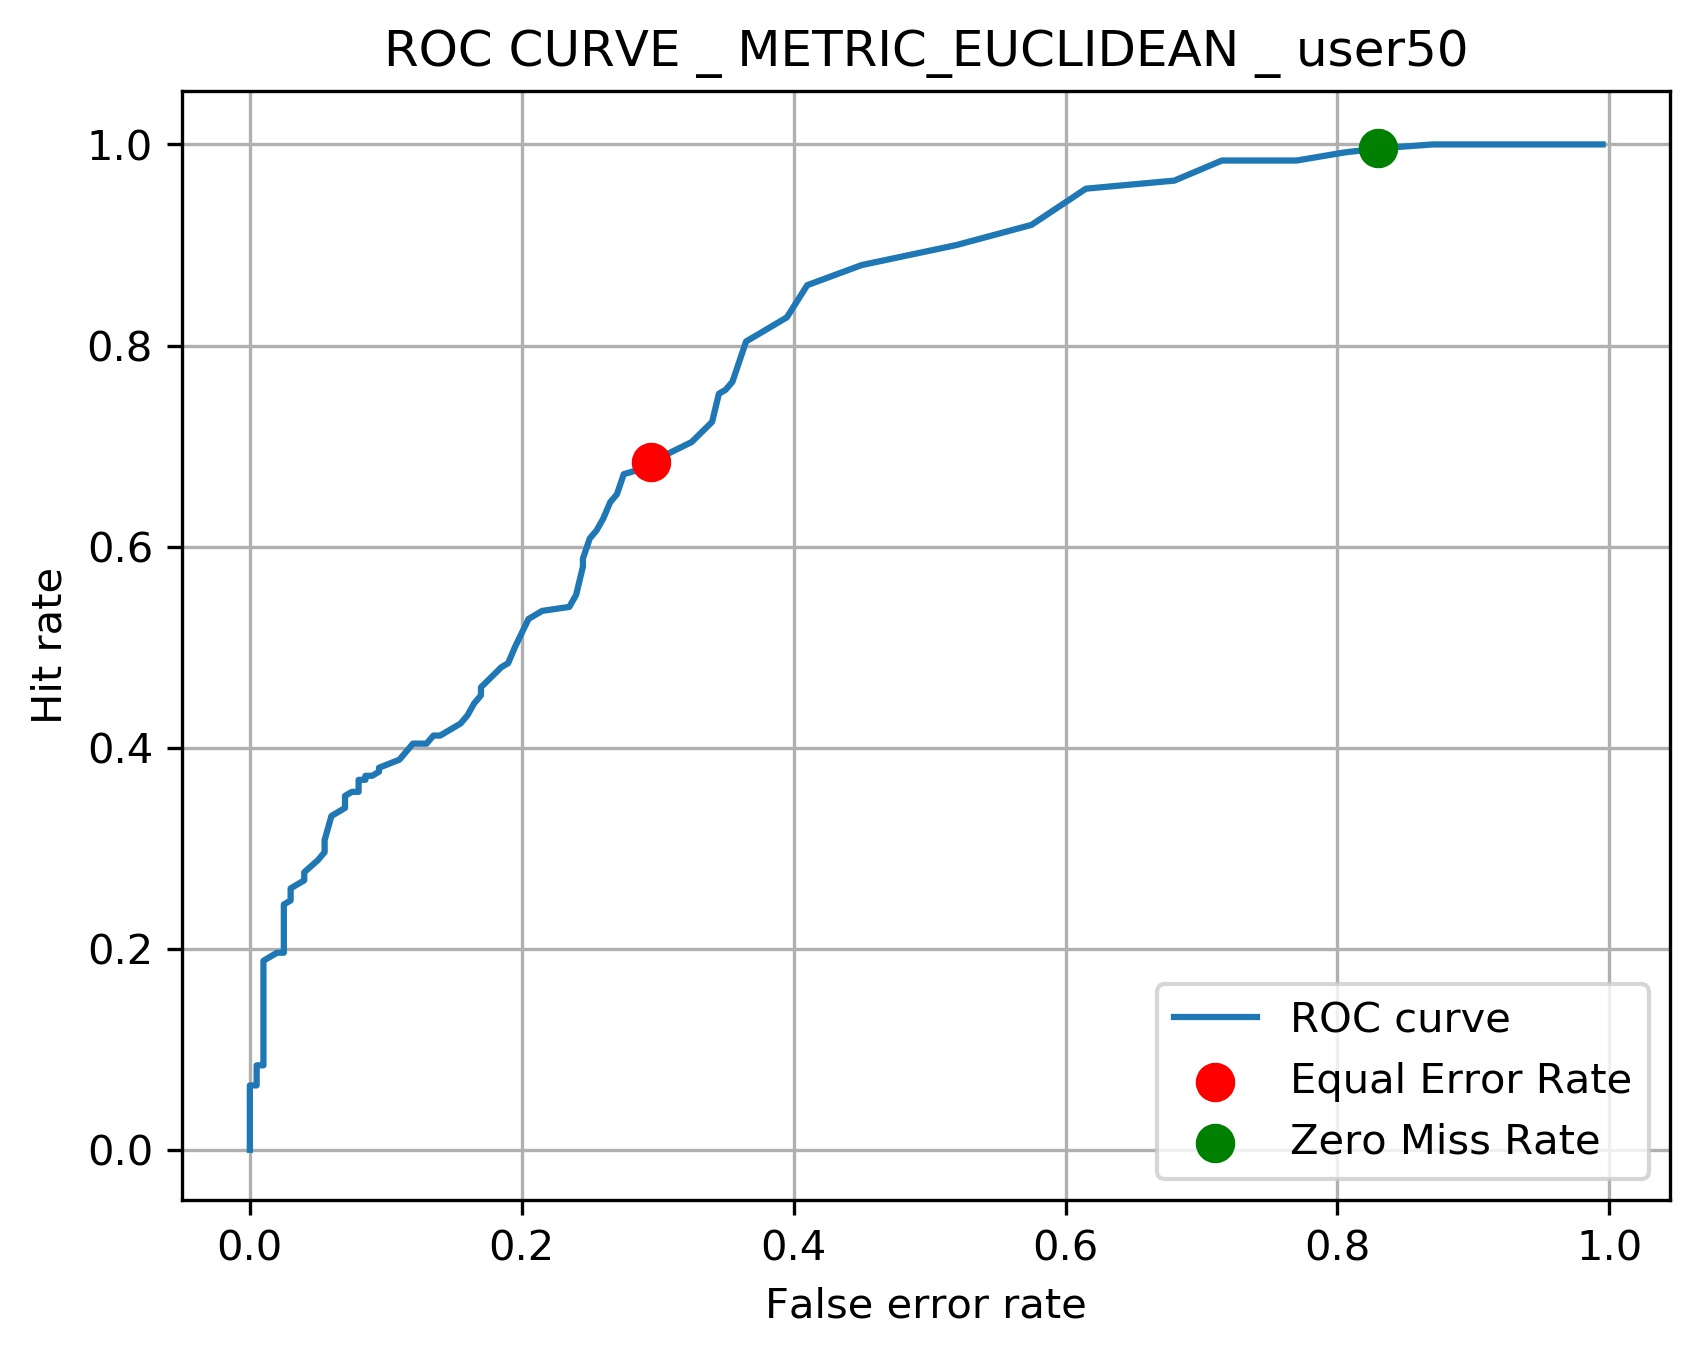 ROC CURVE _ METRIC_EUCLIDEAN _ user50
1.0
0.8
0.6
0.4
0.2
0.0
Hit rate
ROC curve
Equal Error Rate
Zero Miss Rate
0.0 0.2 0.4 0.6 0.8 1.0
False error rate